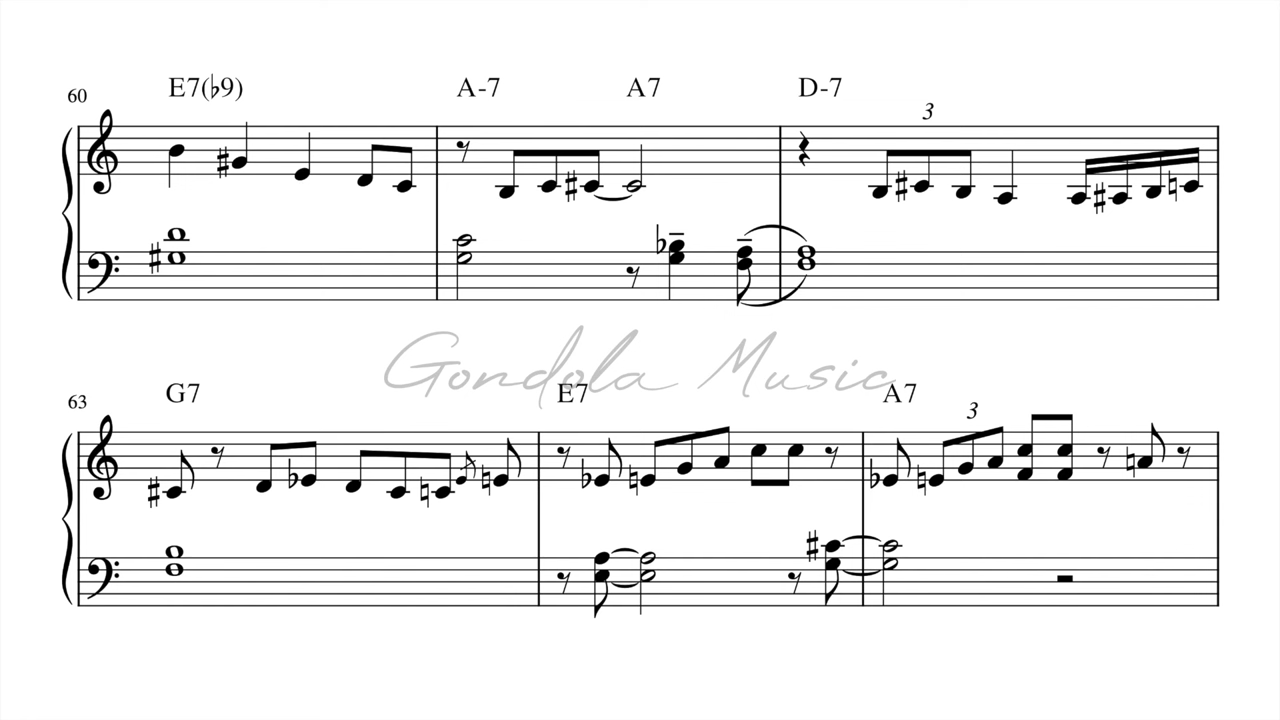 60 E7(♭9) A-7 A7 D-7
3
Gondola Music
63 G7 E7 A7
3